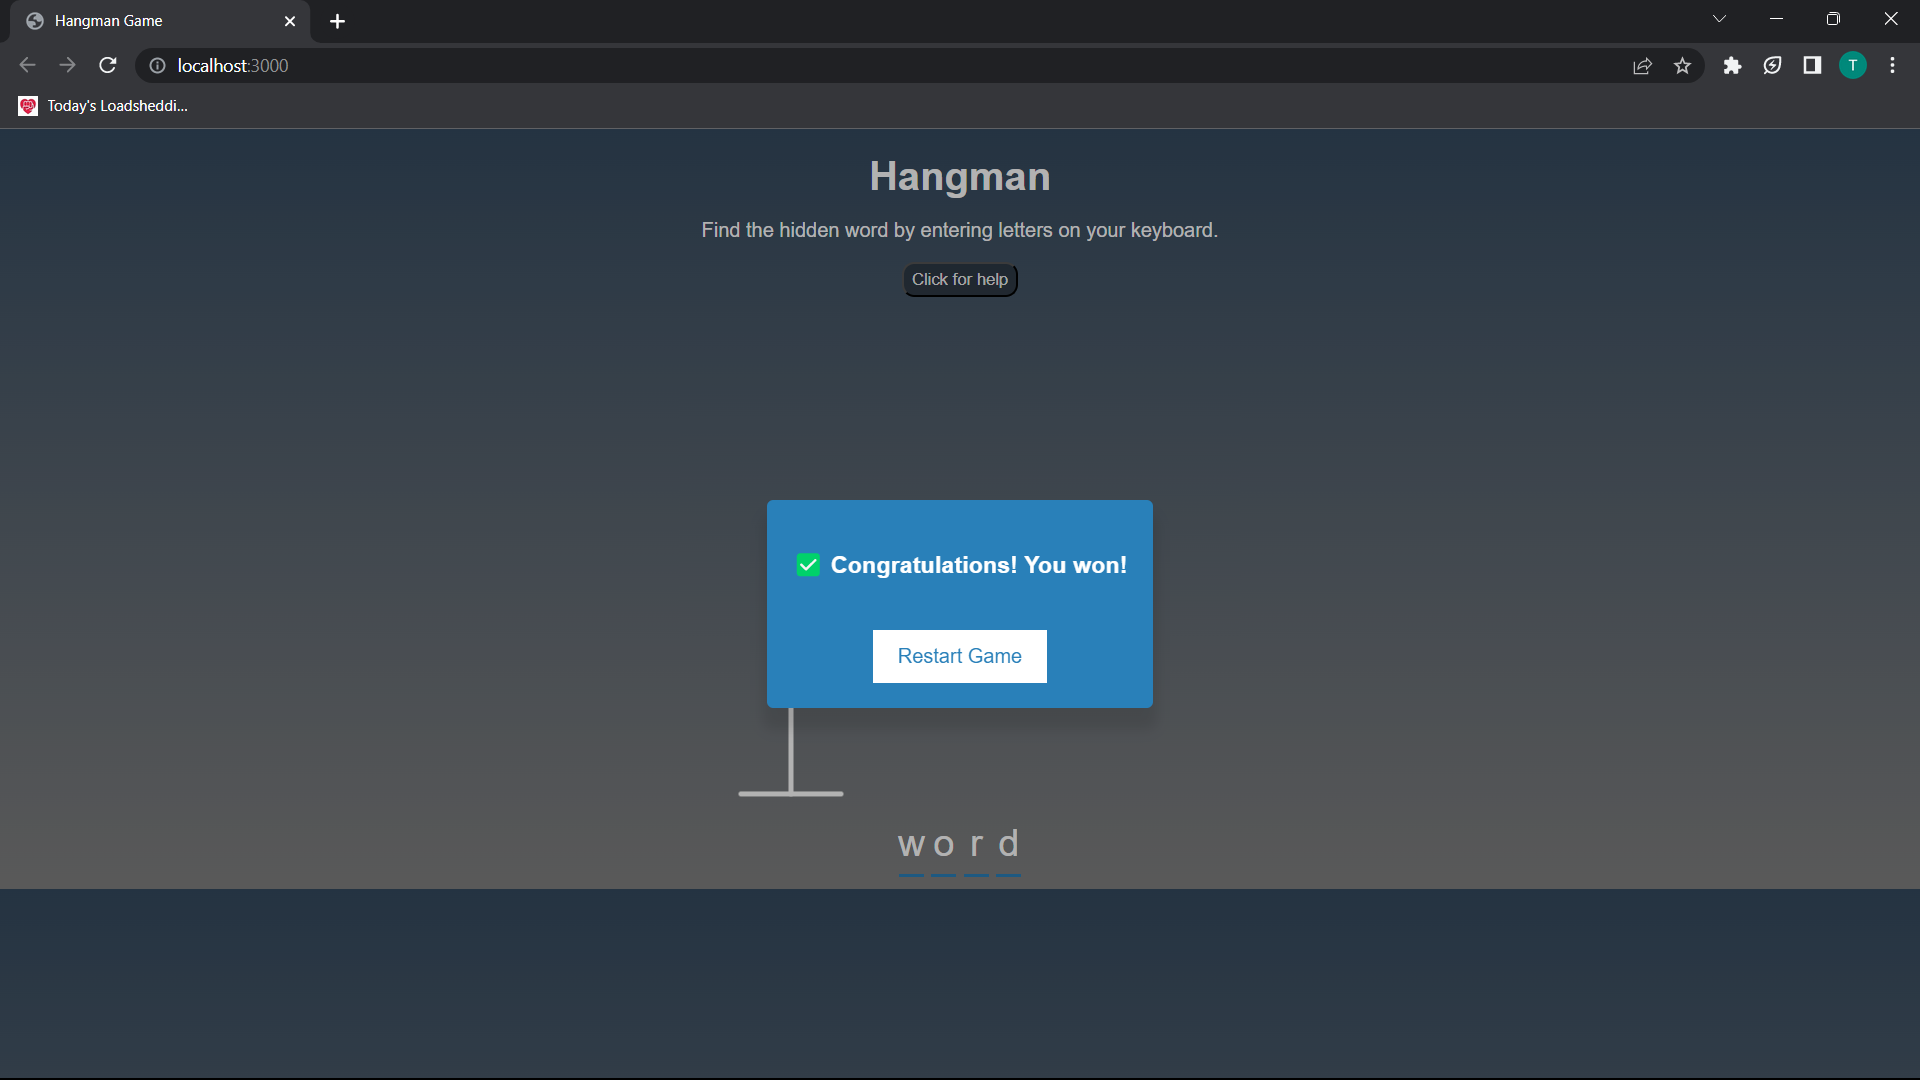 Hangman Game
localhost:3000
T
Today's Loadsheddi...
Hangman
Find the hidden word by entering letters on your keyboard.
Click for help
Congratulations! You won!
Restart Game
w o r d